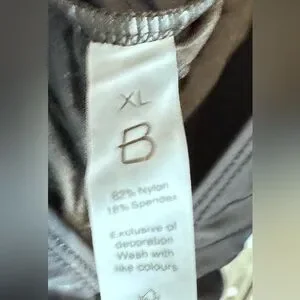 XL
B
82% Nylon
18% Spandex
Exclusive of
decoration
Wash with
like colours